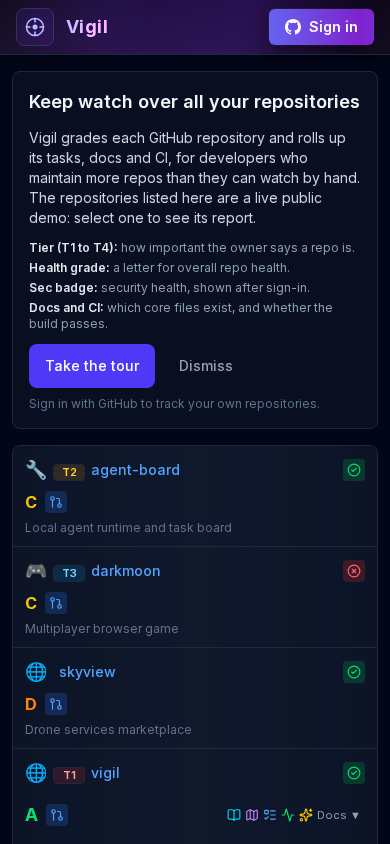 Vigil
Sign in
Keep watch over all your repositories
Vigil grades each GitHub repository and rolls up
its tasks, docs and CI, for developers who
maintain more repos than they can watch by hand.
The repositories listed here are a live public
demo: select one to see its report.
Tier (T1 to T4): how important the owner says a repo is.
Health grade: a letter for overall repo health.
Sec badge: security health, shown after sign-in.
Docs and CI: which core files exist, and whether the
build passes.
Take the tour
Dismiss
Sign in with GitHub to track your own repositories.
T2 agent-board
C
Local agent runtime and task board
T3 darkmoon
C
Multiplayer browser game
skyview
D
Drone services marketplace
T1 vigil
A
Docs ▼